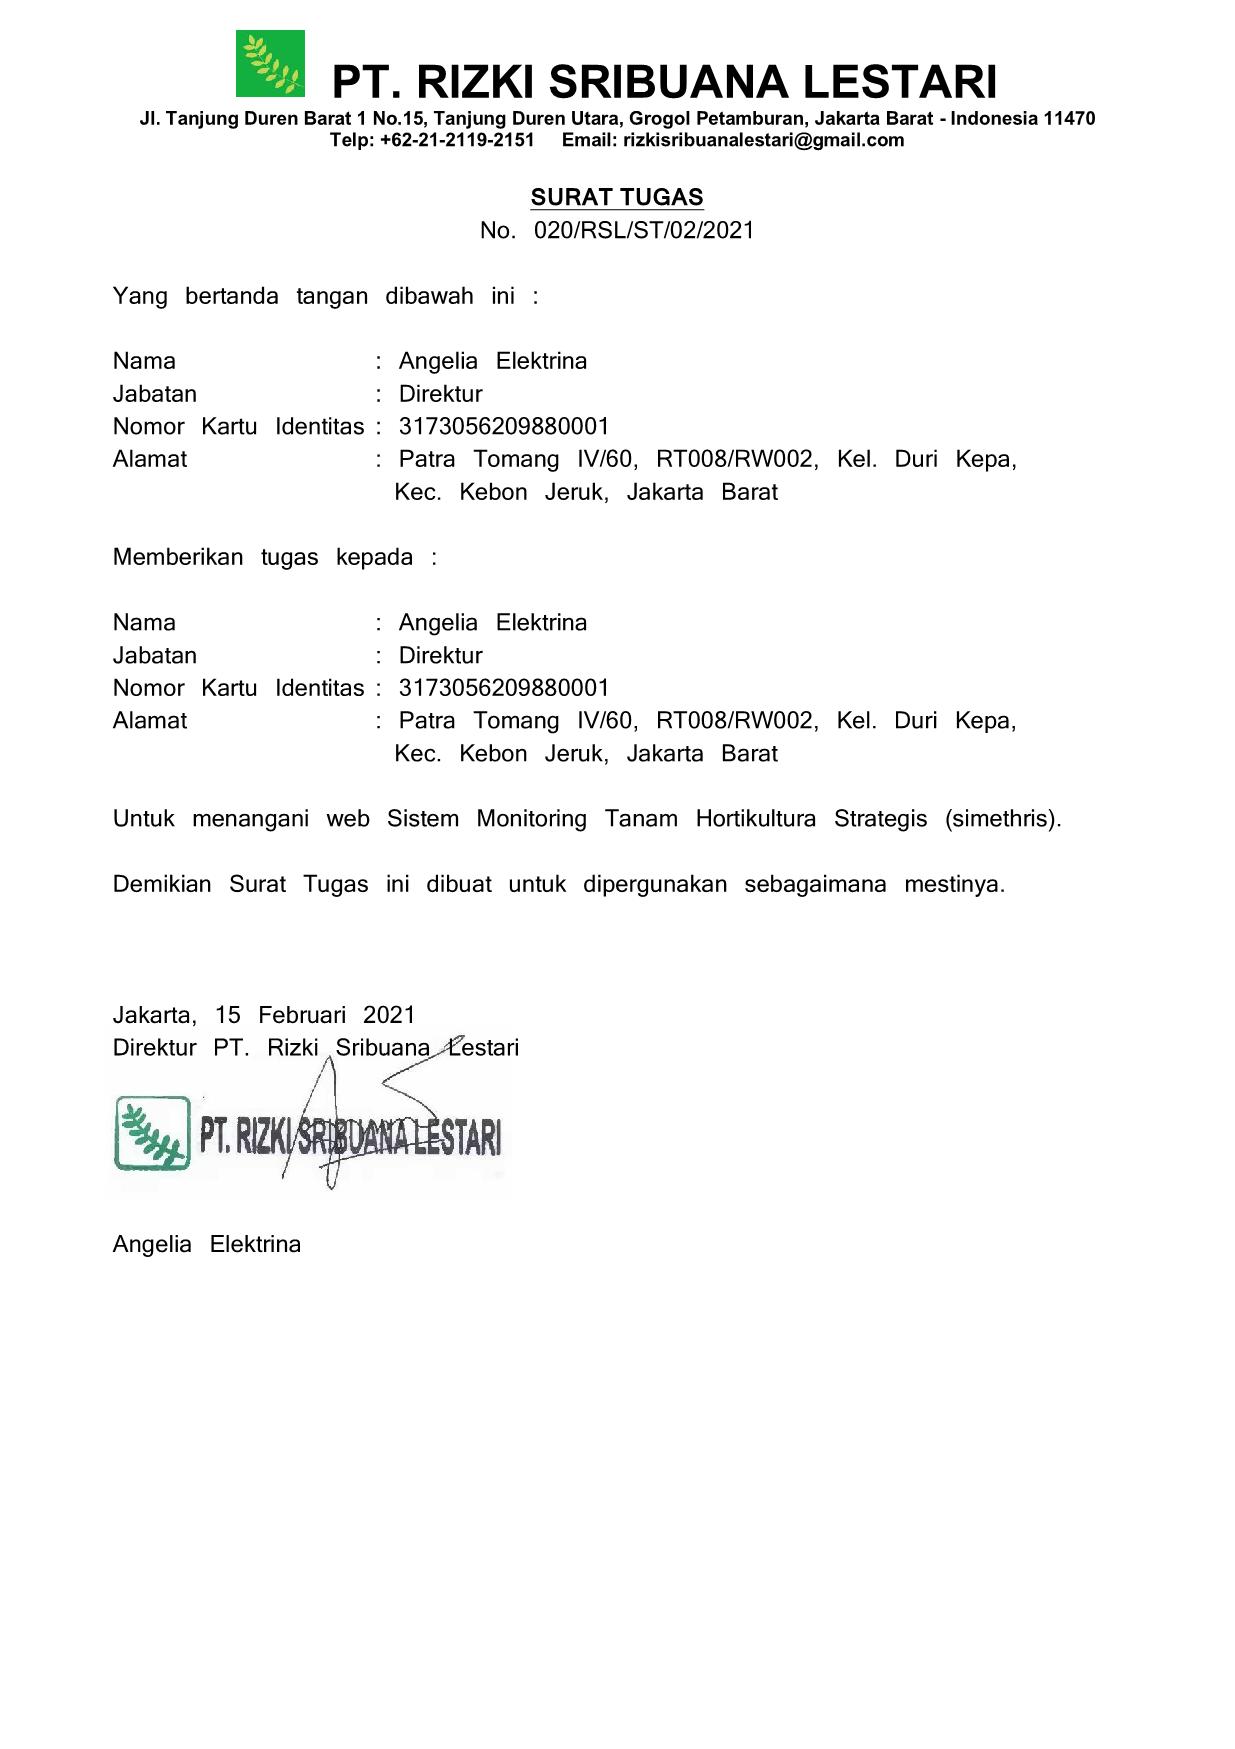 PT. RIZKI SRIBUANA LESTARI
Jl. Tanjung Duren Barat 1 No.15, Tanjung Duren Utara, Grogol Petamburan, Jakarta Barat - Indonesia 11470
Telp: +62-21-2119-2151 Email: rizkisribuanalestari@gmail.com
SURAT TUGAS
No. 020/RSL/ST/02/2021
Yang bertanda tangan dibawah ini :
Nama : Angelia Elektrina
Jabatan : Direktur
Nomor Kartu Identitas : 3173056209880001
Alamat : Patra Tomang IV/60, RT008/RW002, Kel. Duri Kepa,
Kec. Kebon Jeruk, Jakarta Barat
Memberikan tugas kepada :
Nama : Angelia Elektrina
Jabatan : Direktur
Nomor Kartu Identitas : 3173056209880001
Alamat : Patra Tomang IV/60, RT008/RW002, Kel. Duri Kepa,
Kec. Kebon Jeruk, Jakarta Barat
Untuk menangani web Sistem Monitoring Tanam Hortikultura Strategis (simethris).
Demikian Surat Tugas ini dibuat untuk dipergunakan sebagaimana mestinya.
Jakarta, 15 Februari 2021
Direktur PT. Rizki Sribuana Lestari
PT. RIZKI SRIBUANA LESTARI
Angelia Elektrina